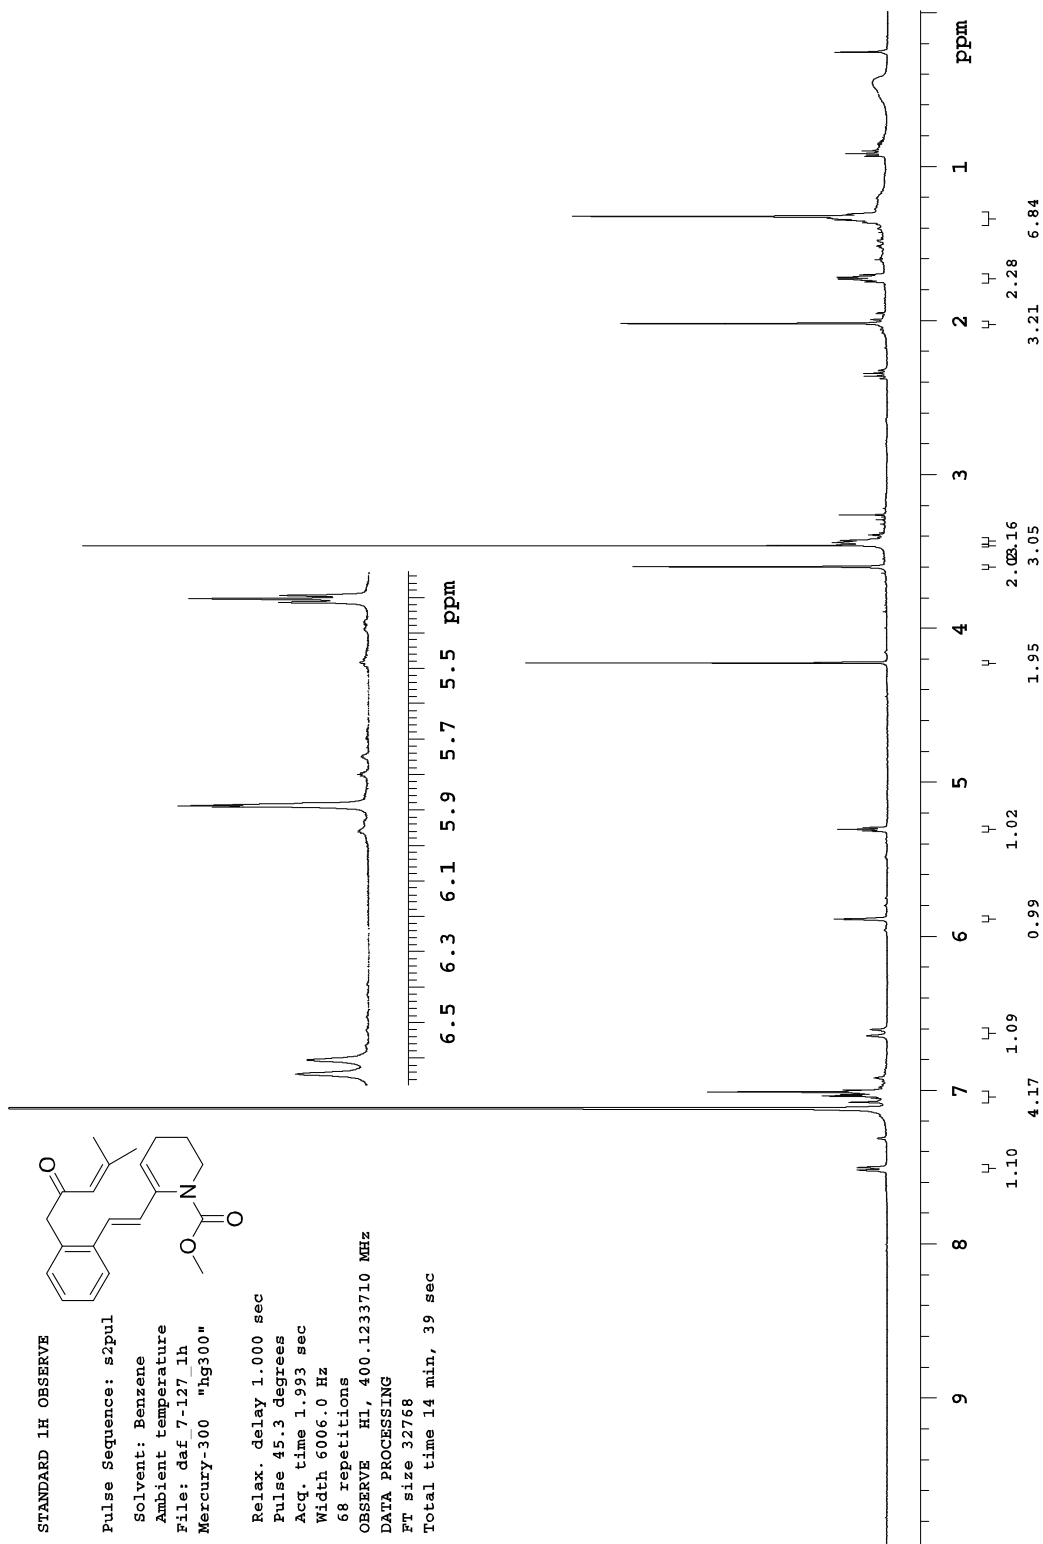 STANDARD 1H OBSERVE
Pulse Sequence: s2pul
Solvent: Benzene
Ambient temperature
File: daf_7-127_1h
Mercury-300 "hg300"
Relax. delay 1.000 sec
Pulse 45.3 degrees
Acq. time 1.993 sec
Width 6006.0 Hz
68 repetitions
OBSERVE H1, 400.1233710 MHz
DATA PROCESSING
FT size 32768
Total time 14 min, 39 sec
O
N
O
O
6.5 6.3 6.1 5.9 5.7 5.5 ppm
9 8 7 6 5 4 3 2 1 ppm
1.10 1.09 1.02 2.28
4.17 0.99 1.95 3.05 3.21 6.84